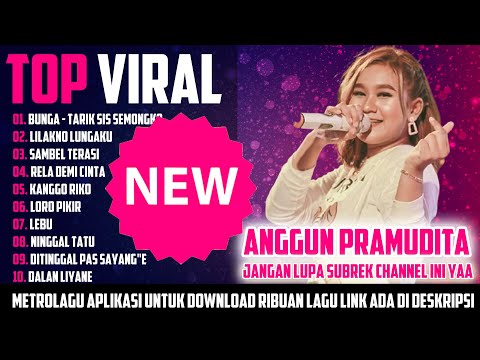 TOP VIRAL
01. BUNGA - TARIK SIS SEMONGKO
02. LILAKNO LUNGAKU
03. SAMBEL TERASI
04. RELA DEMI CINTA
05. KANGGO RIKO
06. LORO PIKIR
07. LEBU
08. NINGGAL TATU
09. DITINGGAL PAS SAYANG"E
10. DALAN LIYANE
NEW
ANGGUN PRAMUDITA
JANGAN LUPA SUBREK CHANNEL INI YAA
METROLAGU APLIKASI UNTUK DOWNLOAD RIBUAN LAGU LINK ADA DI DESKRIPSI